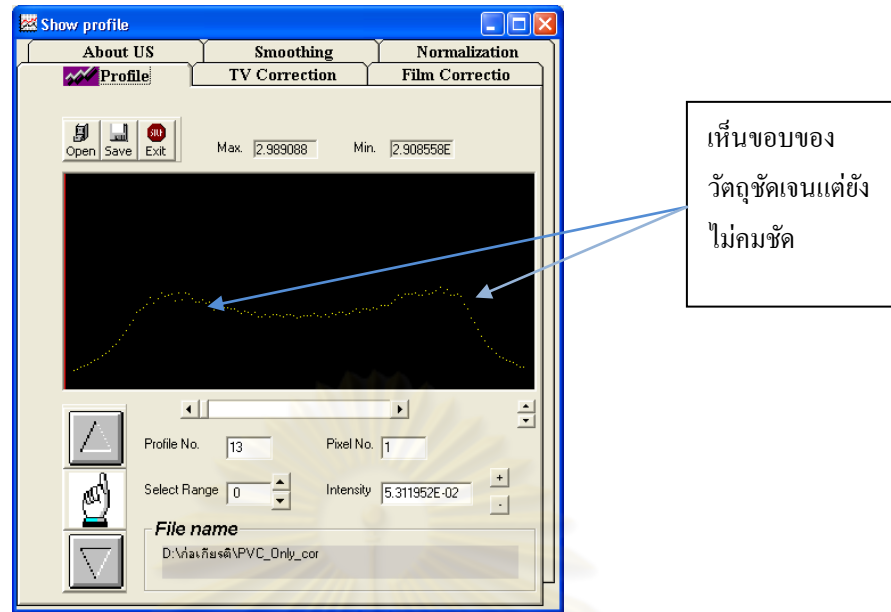 Show profile
About US Smoothing Normalization
Profile TV Correction Film Correctio
Open Save Exit Max. 2.989088 Min. 2.908558E
เห็นขอบของ
วัตถุชัดเจนแต่ยัง
ไม่คมชัด
Profile No. 13 Pixel No. 1
Select Range 0 Intensity 5.311952E-02 +
-
File name
D:\ก่อเกียรติ\PVC_Only_cor